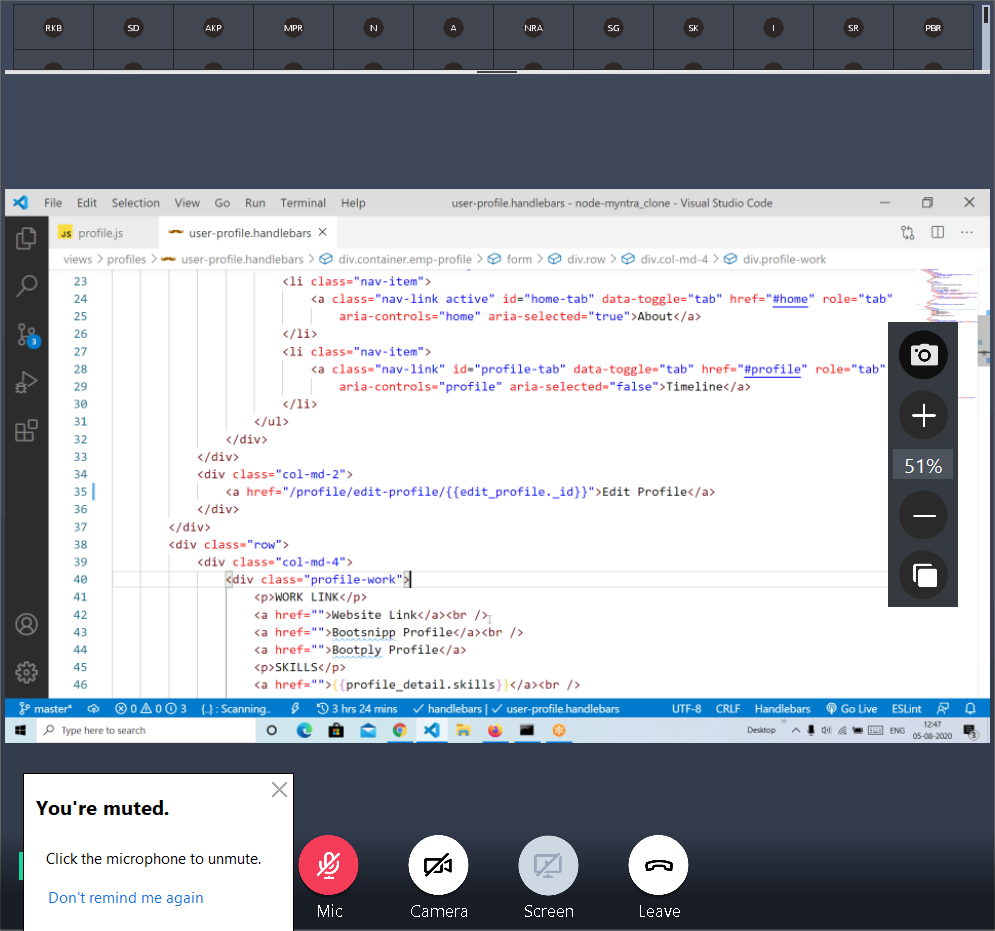 RKB SD AKP MPR N A NRA SG SK I SR PBR
File Edit Selection View Go Run Terminal Help user-profile.handlebars - node-myntra_clone - Visual Studio Code
JS profile.js user-profile.handlebars
views > profiles > user-profile.handlebars > div.container.emp-profile > form > div.row > div.col-md-4 > div.profile-work
23 <li class="nav-item">
24 <a class="nav-link active" id="home-tab" data-toggle="tab" href="#home" role="tab"
25 aria-controls="home" aria-selected="true">About</a>
26 </li>
27 <li class="nav-item">
28 <a class="nav-link" id="profile-tab" data-toggle="tab" href="#profile" role="tab"
29 aria-controls="profile" aria-selected="false">Timeline</a>
30 </li>
31 </ul>
32 </div>
33 </div>
34 <div class="col-md-2">
35 <a href="/profile/edit-profile/{{edit_profile._id}}">Edit Profile</a>
36 </div>
37 </div>
38 <div class="row">
39 <div class="col-md-4">
40 <div class="profile-work">
41 <p>WORK LINK</p>
42 <a href="">Website Link</a><br />
43 <a href="">Bootsnipp Profile</a><br />
44 <a href="">Bootply Profile</a>
45 <p>SKILLS</p>
46 <a href="">{{profile_detail.skills}}</a><br />
3
51%
master* 0 0 3 {..} : Scanning.. 3 hrs 24 mins handlebars | user-profile.handlebars UTF-8 CRLF Handlebars Go Live ESLint
Type here to search Desktop ENG 12:47
05-08-2020 3
You're muted.
Click the microphone to unmute.
Don't remind me again
Mic Camera Screen Leave